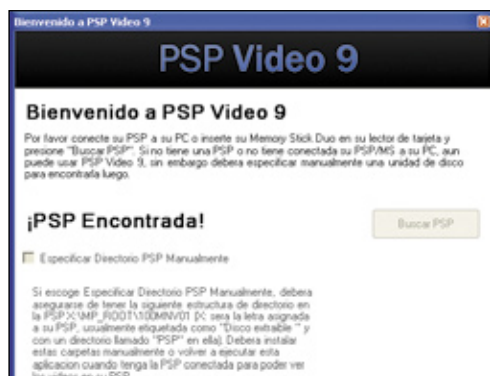 Bienvenido a PSP Video 9
PSP Video 9
Bienvenido a PSP Video 9
Por favor conecte su PSP a su PC o inserte su Memory Stick Duo en su lector de tarjeta y
presione "Buscar PSP". Si no tiene una PSP o no tiene conectada su PSP/MS a su PC, aun
puede usar PSP Video 9, sin embargo debera especificar manualmente una unidad de disco
para encontrarla luego.
¡PSP Encontrada!
Buscar PSP
Especificar Directorio PSP Manualmente
Si escoge Especificar Directorio PSP Manualmente, debera
asegurarse de tener la siguiente estructura de directorio en
la PSP X:\MP_ROOT\100MNV01 (X: sera la letra asignada
a su PSP, usualmente etiquetada como "Disco extraible" y
con un directorio llamado "PSP" en ella). Debera instalar
estas carpetas manualmente o volver a ejecutar esta
aplicacion cuando tenga la PSP conectada para poder ver
los videos en su PSP